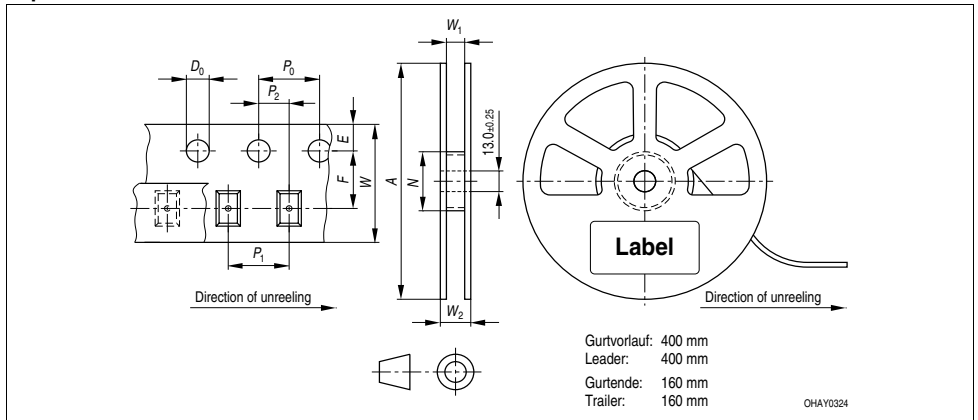 W₁
D₀
P₀
P₂
E
F
W
A
N
13.0±0.25
P₁
W₂
Label
Direction of unreeling
Direction of unreeling
Gurtvorlauf: 400 mm
Leader: 400 mm
Gurtende: 160 mm
Trailer: 160 mm
OHAY0324